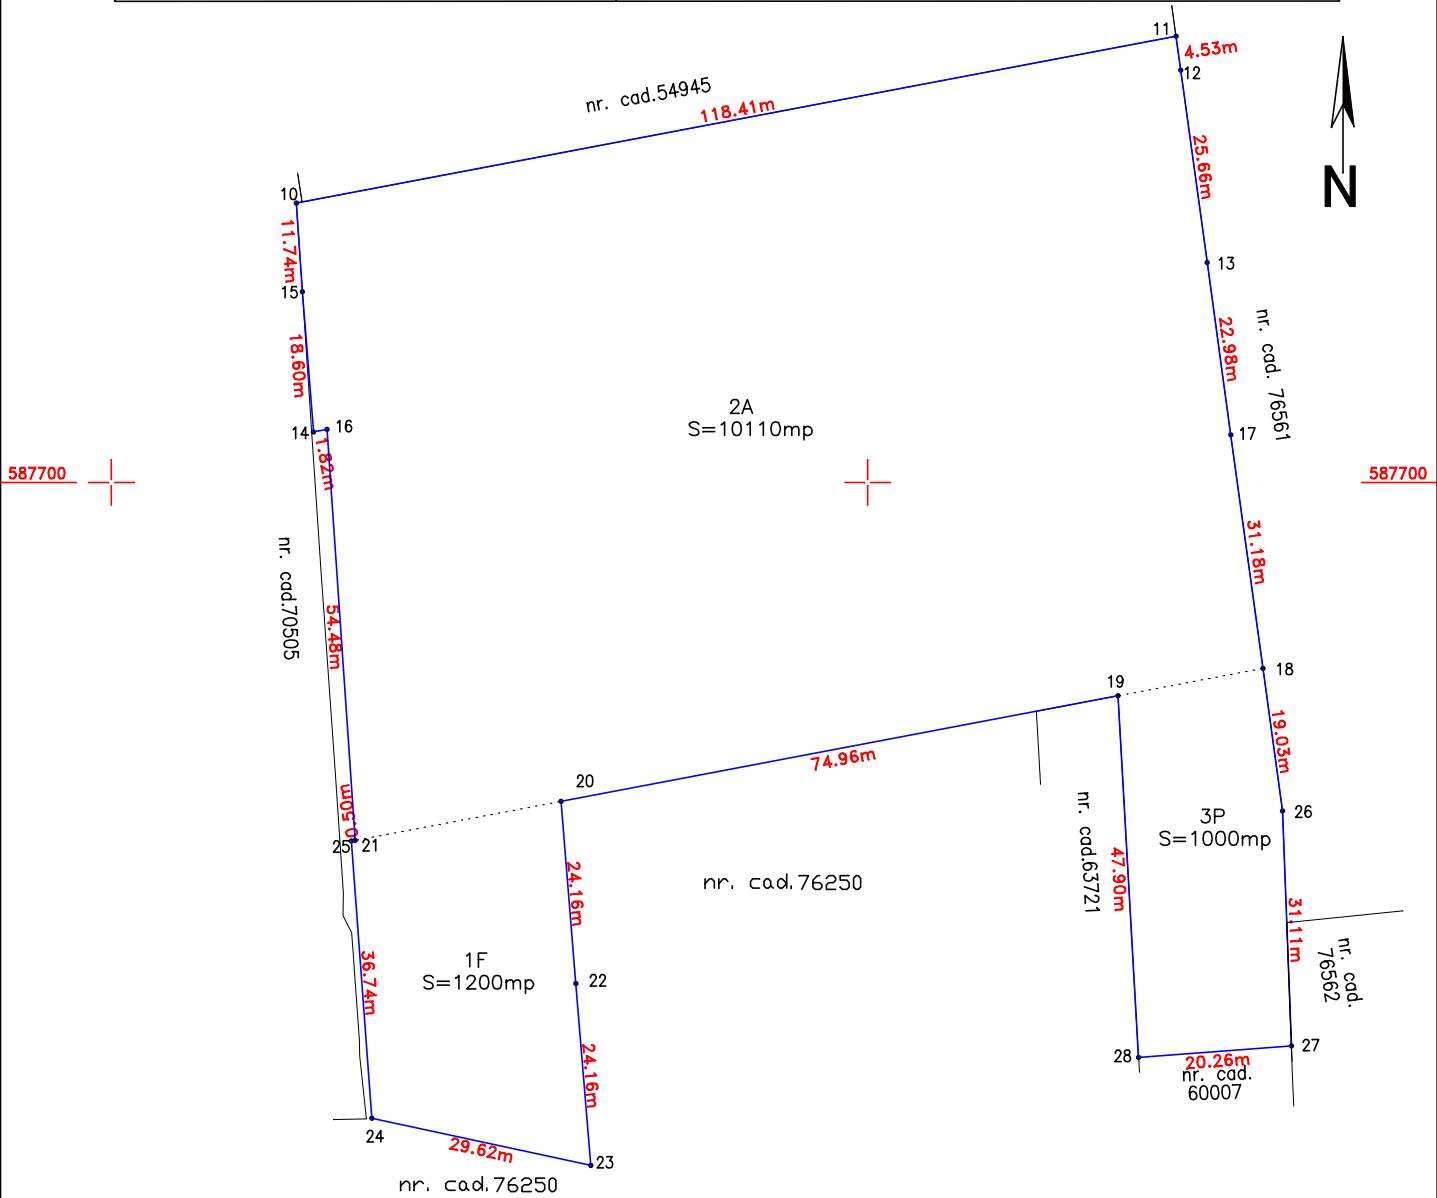 11
4.53m
12
nr. cad.54945
118.41m
25.66m
N
10
11.74m
15
13
18.60m
22.98m
nr. cad. 76561
2A
S=10110mp
14
16
1.82m
17
587700
587700
nr. cad.70505
54.48m
31.18m
18
19
19.03m
74.96m
20
0.50m
25
21
nr. cad.63721
3P
S=1000mp
26
24.16m
nr. cad.76250
47.90m
31.11m
1F
S=1200mp
36.74m
22
nr. cad.
76562
24.16m
28
20.26m
27
nr. cad.
60007
24
29.62m
23
nr. cad.76250